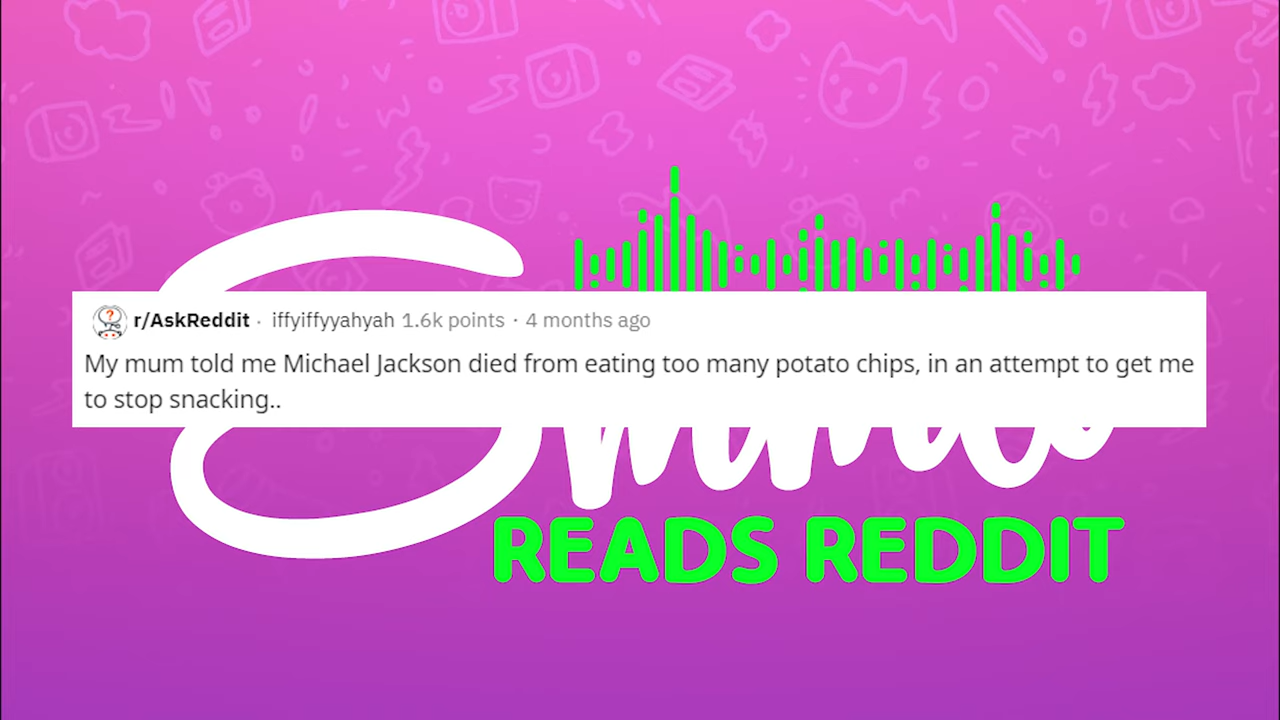 r/AskReddit · iffyiffyyahyah 1.6k points · 4 months ago
My mum told me Michael Jackson died from eating too many potato chips, in an attempt to get me
to stop snacking..
READS REDDIT